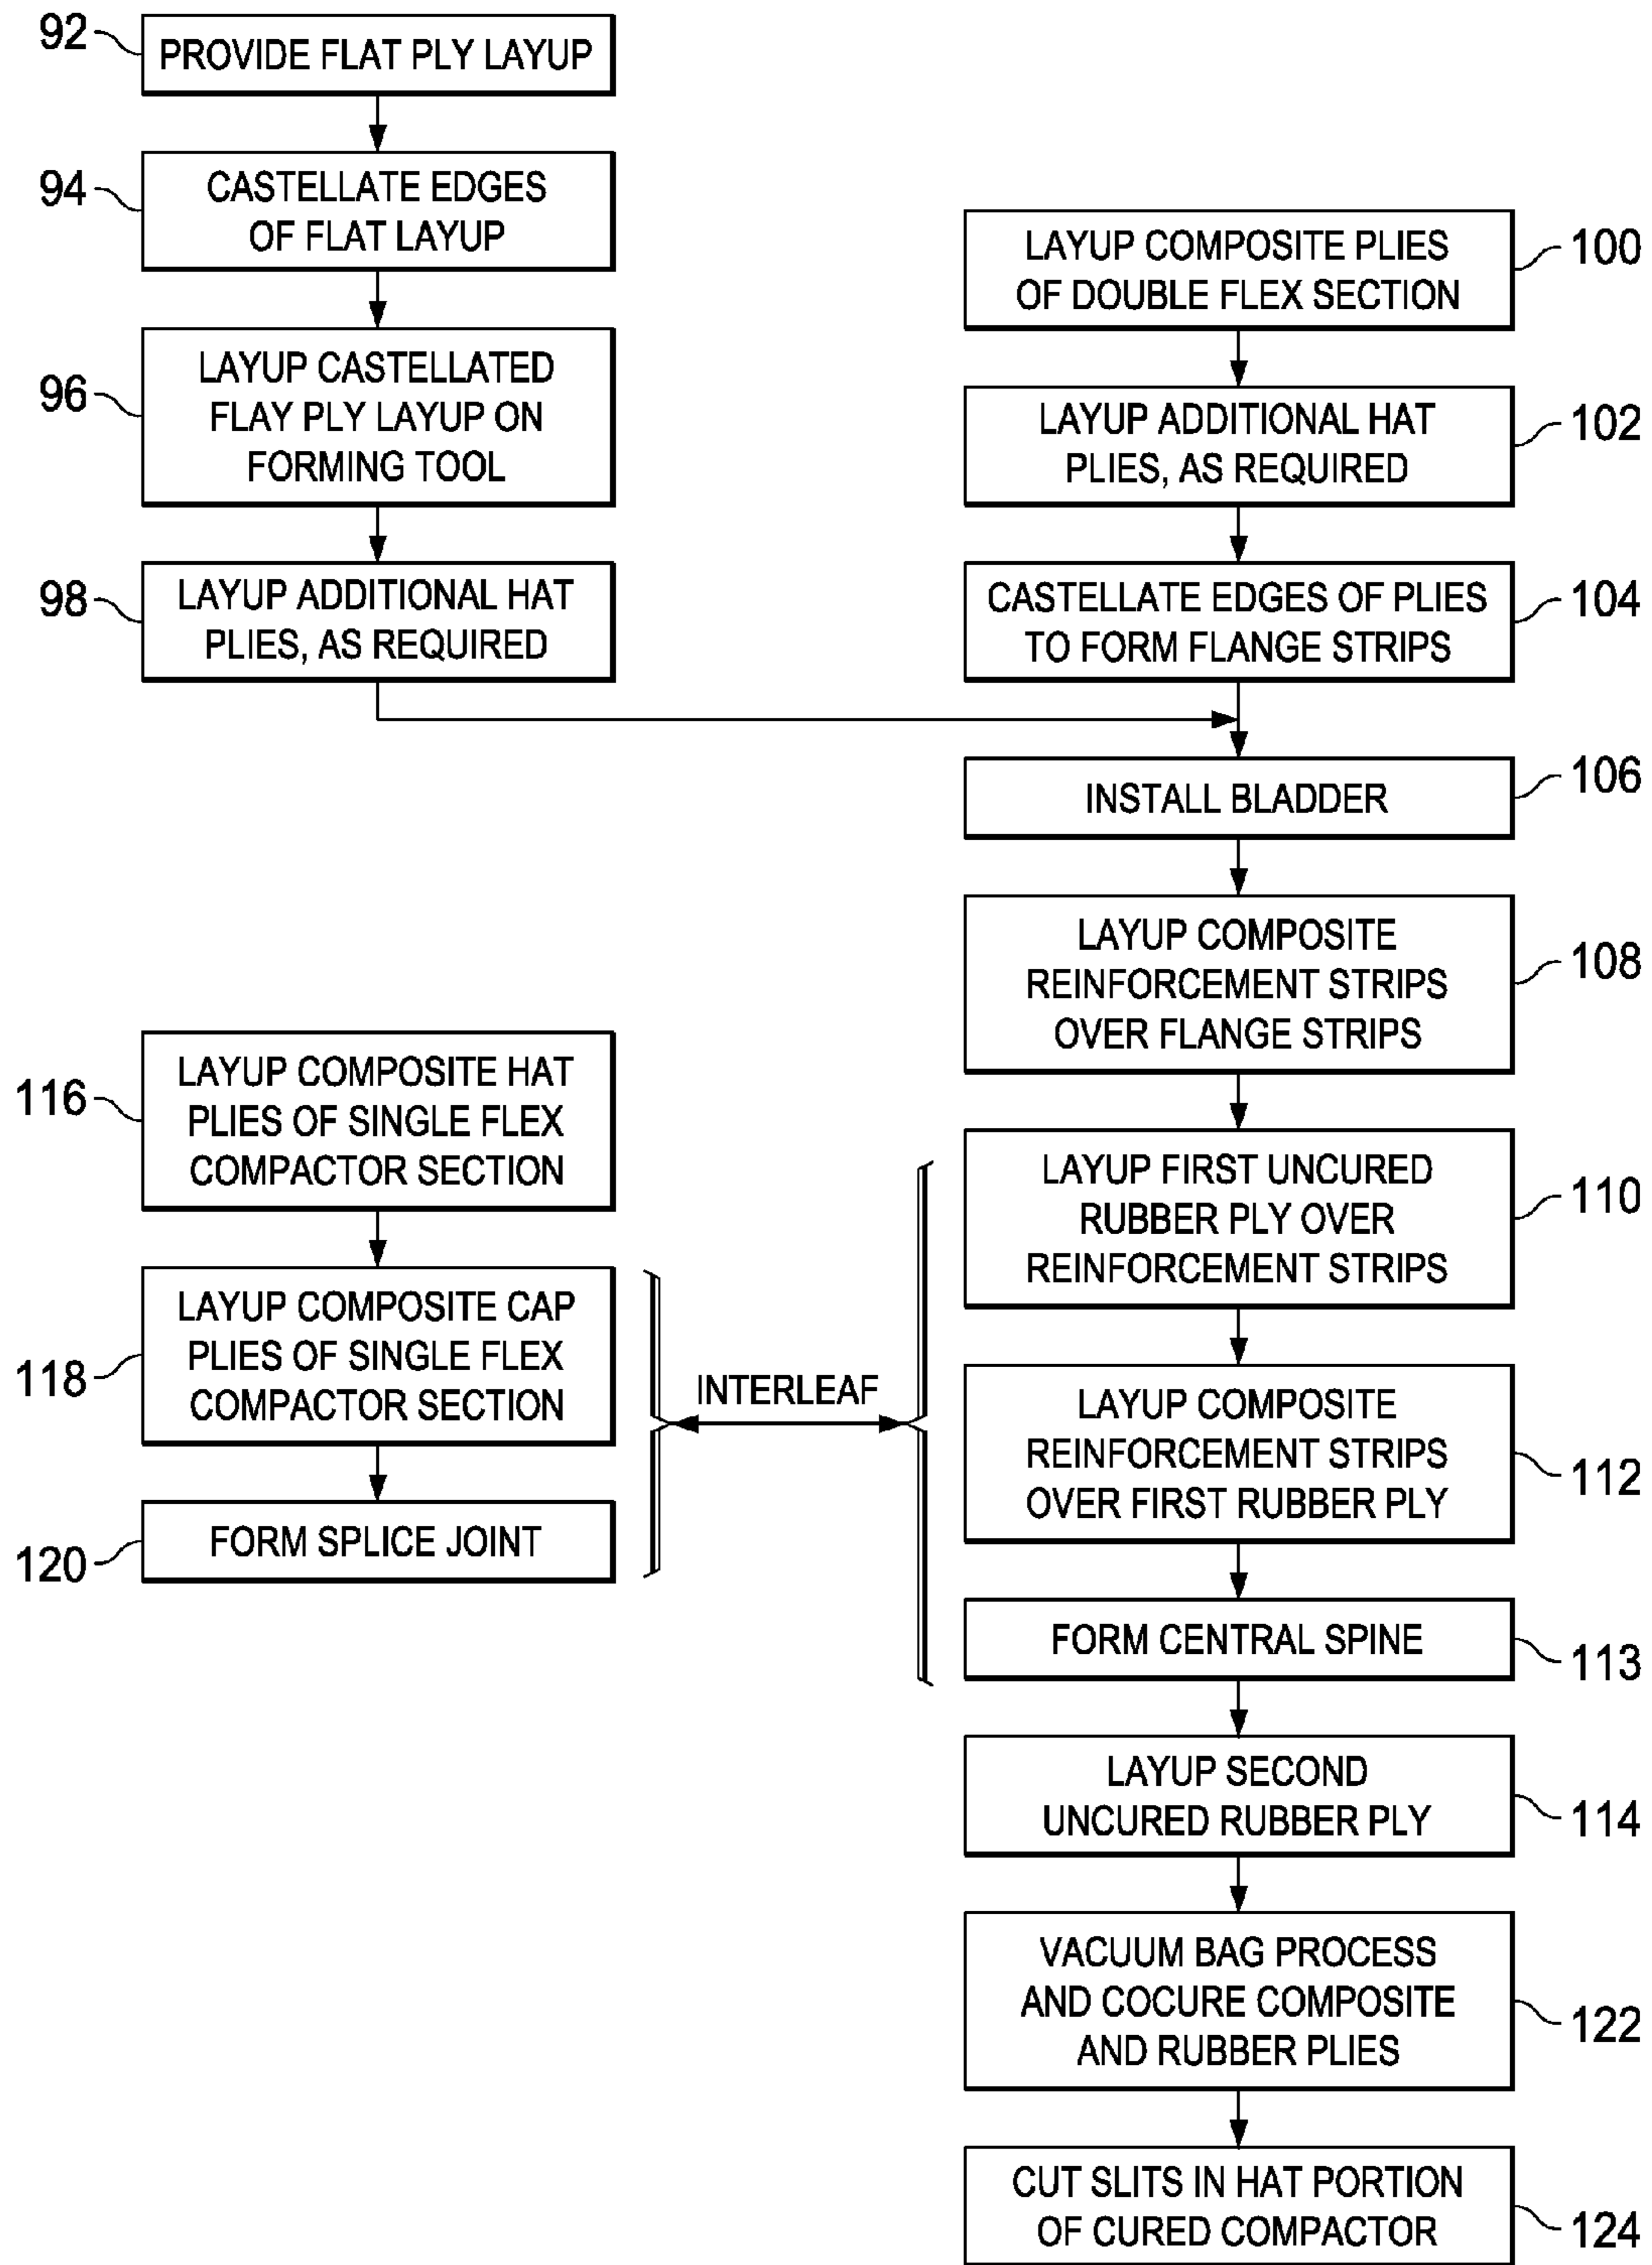 92
PROVIDE FLAT PLY LAYUP
94
CASTELLATE EDGES
OF FLAT LAYUP
96
LAYUP CASTELLATED
FLAY PLY LAYUP ON
FORMING TOOL
98
LAYUP ADDITIONAL HAT
PLIES, AS REQUIRED
LAYUP COMPOSITE PLIES
OF DOUBLE FLEX SECTION
100
LAYUP ADDITIONAL HAT
PLIES, AS REQUIRED
102
CASTELLATE EDGES OF PLIES
TO FORM FLANGE STRIPS
104
INSTALL BLADDER
106
LAYUP COMPOSITE
REINFORCEMENT STRIPS
OVER FLANGE STRIPS
108
116
LAYUP COMPOSITE HAT
PLIES OF SINGLE FLEX
COMPACTOR SECTION
118
LAYUP COMPOSITE CAP
PLIES OF SINGLE FLEX
COMPACTOR SECTION
120
FORM SPLICE JOINT
INTERLEAF
LAYUP FIRST UNCURED
RUBBER PLY OVER
REINFORCEMENT STRIPS
110
LAYUP COMPOSITE
REINFORCEMENT STRIPS
OVER FIRST RUBBER PLY
112
FORM CENTRAL SPINE
113
LAYUP SECOND
UNCURED RUBBER PLY
114
VACUUM BAG PROCESS
AND COCURE COMPOSITE
AND RUBBER PLIES
122
CUT SLITS IN HAT PORTION
OF CURED COMPACTOR
124